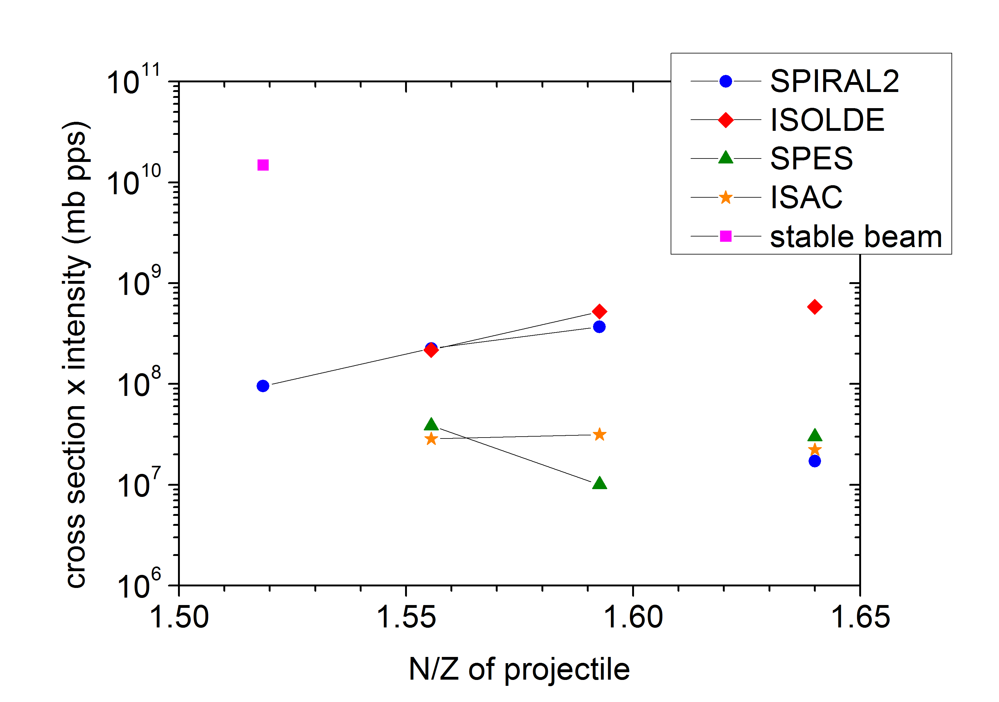 10^11
10^10
10^9
10^8
10^7
10^6
cross section x intensity (mb pps)
SPIRAL2
ISOLDE
SPES
ISAC
stable beam
1.50 1.55 1.60 1.65
N/Z of projectile